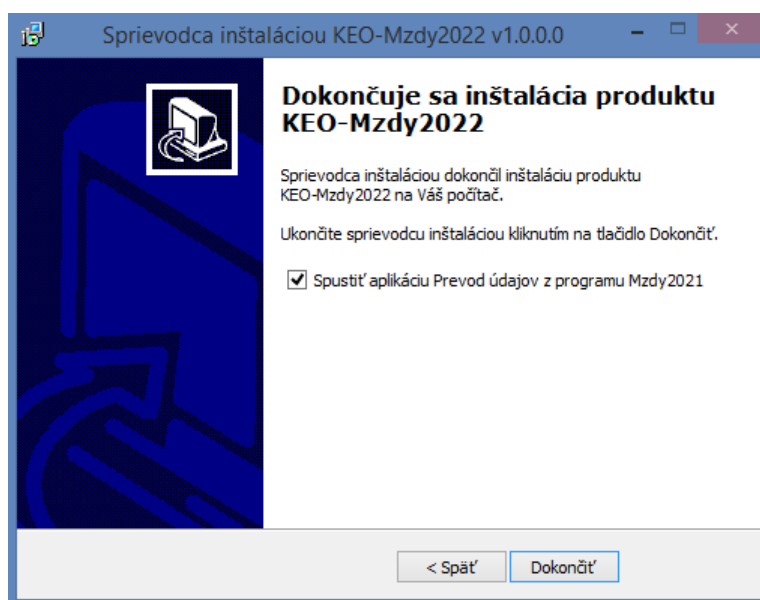 Sprievodca inštaláciou KEO-Mzdy2022 v1.0.0.0
Dokončuje sa inštalácia produktu
KEO-Mzdy2022
Sprievodca inštaláciou dokončil inštaláciu produktu
KEO-Mzdy2022 na Váš počítač.
Ukončite sprievodcu inštaláciou kliknutím na tlačidlo Dokončiť.
Spustiť aplikáciu Prevod údajov z programu Mzdy2021
< Späť
Dokončiť